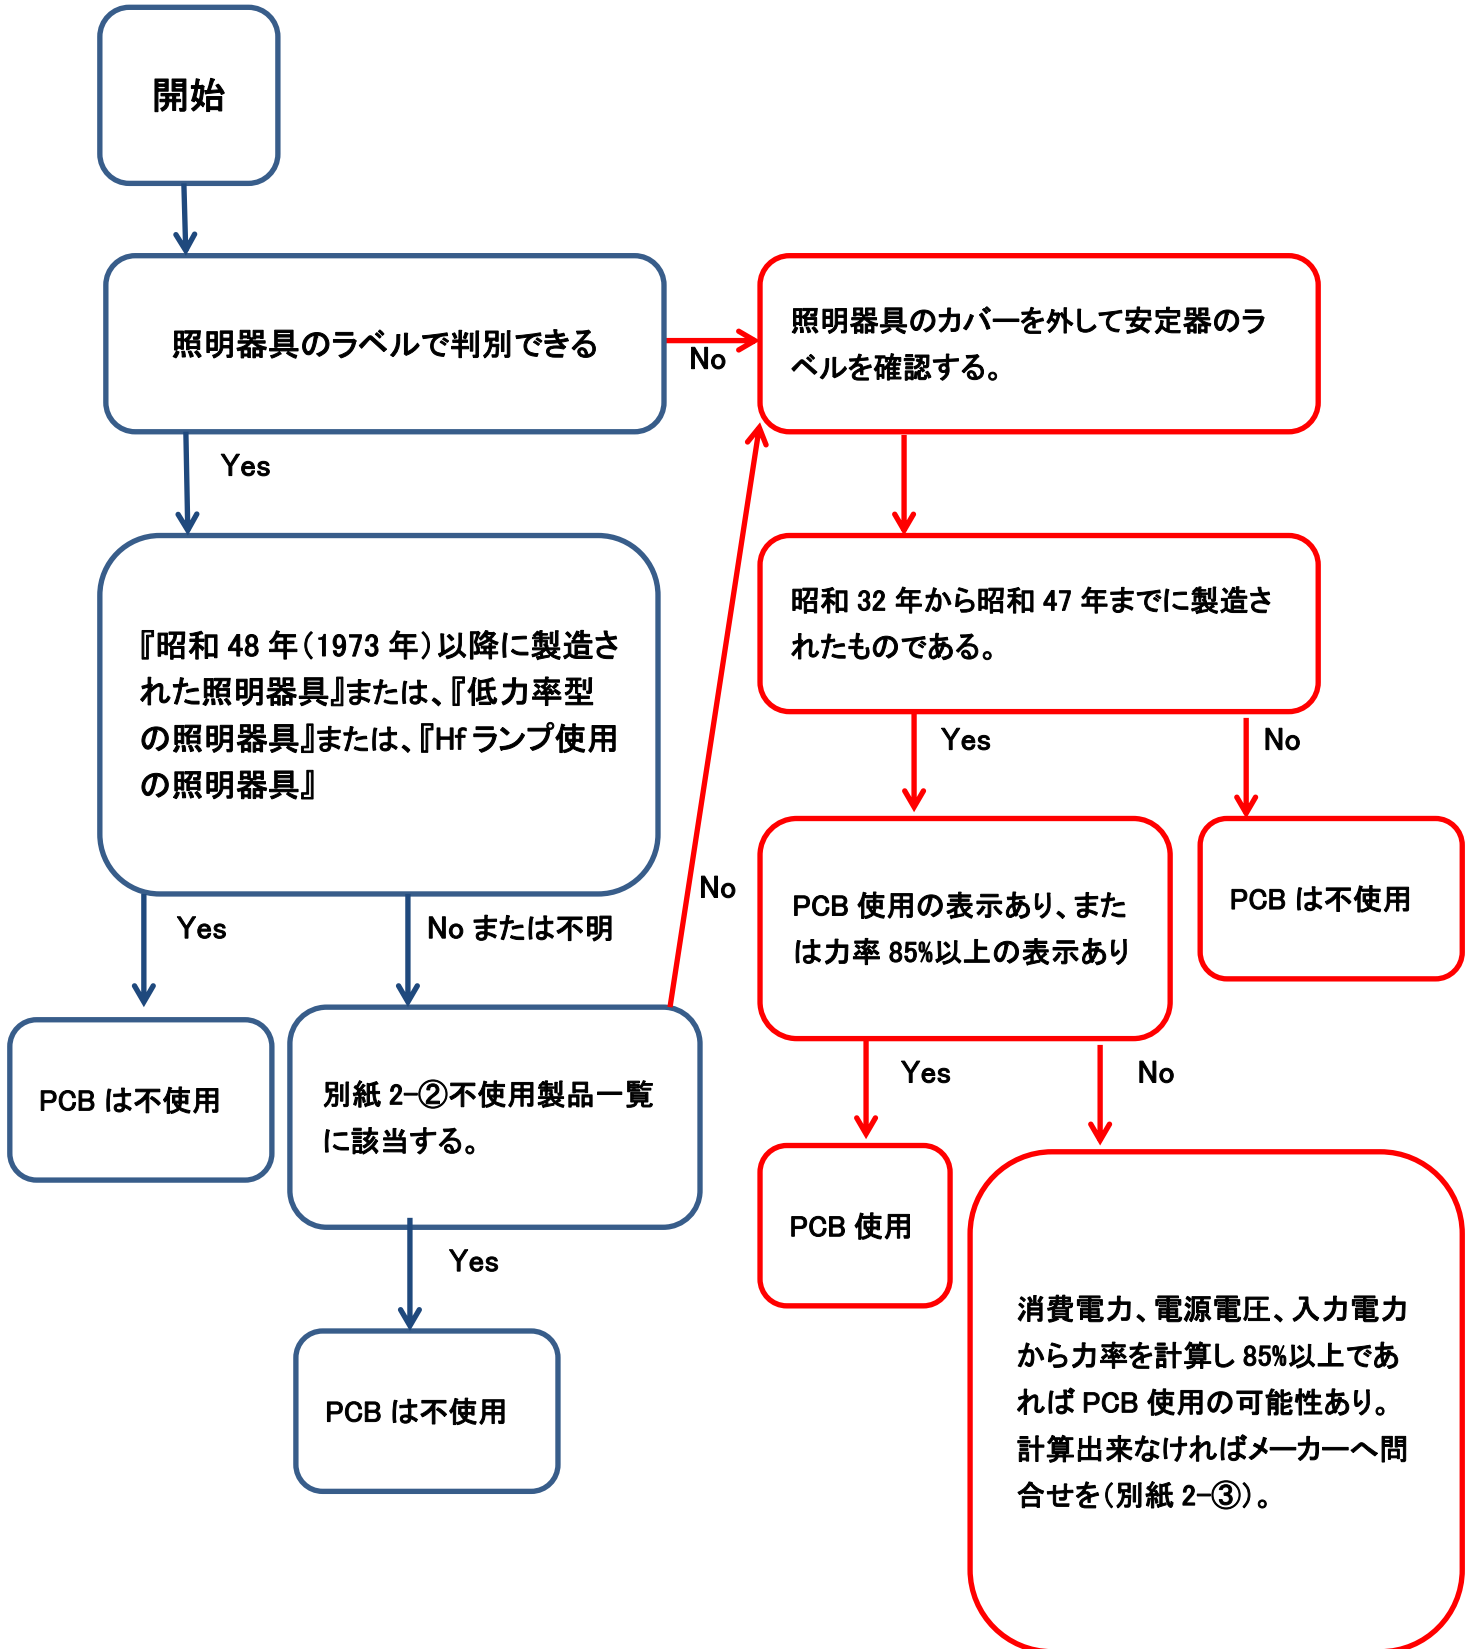 開始
照明器具のラベルで判別できる
No
照明器具のカバーを外して安定器のラ
ベルを確認する。
Yes
『昭和 48 年（1973 年）以降に製造さ
れた照明器具』または、『低力率型
の照明器具』または、『Hf ランプ使用
の照明器具』
昭和 32 年から昭和 47 年までに製造さ
れたものである。
Yes
No
No
PCB 使用の表示あり、また
は力率 85%以上の表示あり
PCB は不使用
Yes
No または不明
PCB は不使用
別紙 2-②不使用製品一覧
に該当する。
Yes
No
PCB 使用
消費電力、電源電圧、入力電力
から力率を計算し 85%以上であ
れば PCB 使用の可能性あり。
計算出来なければメーカーへ問
合せを（別紙 2-③）。
Yes
PCB は不使用